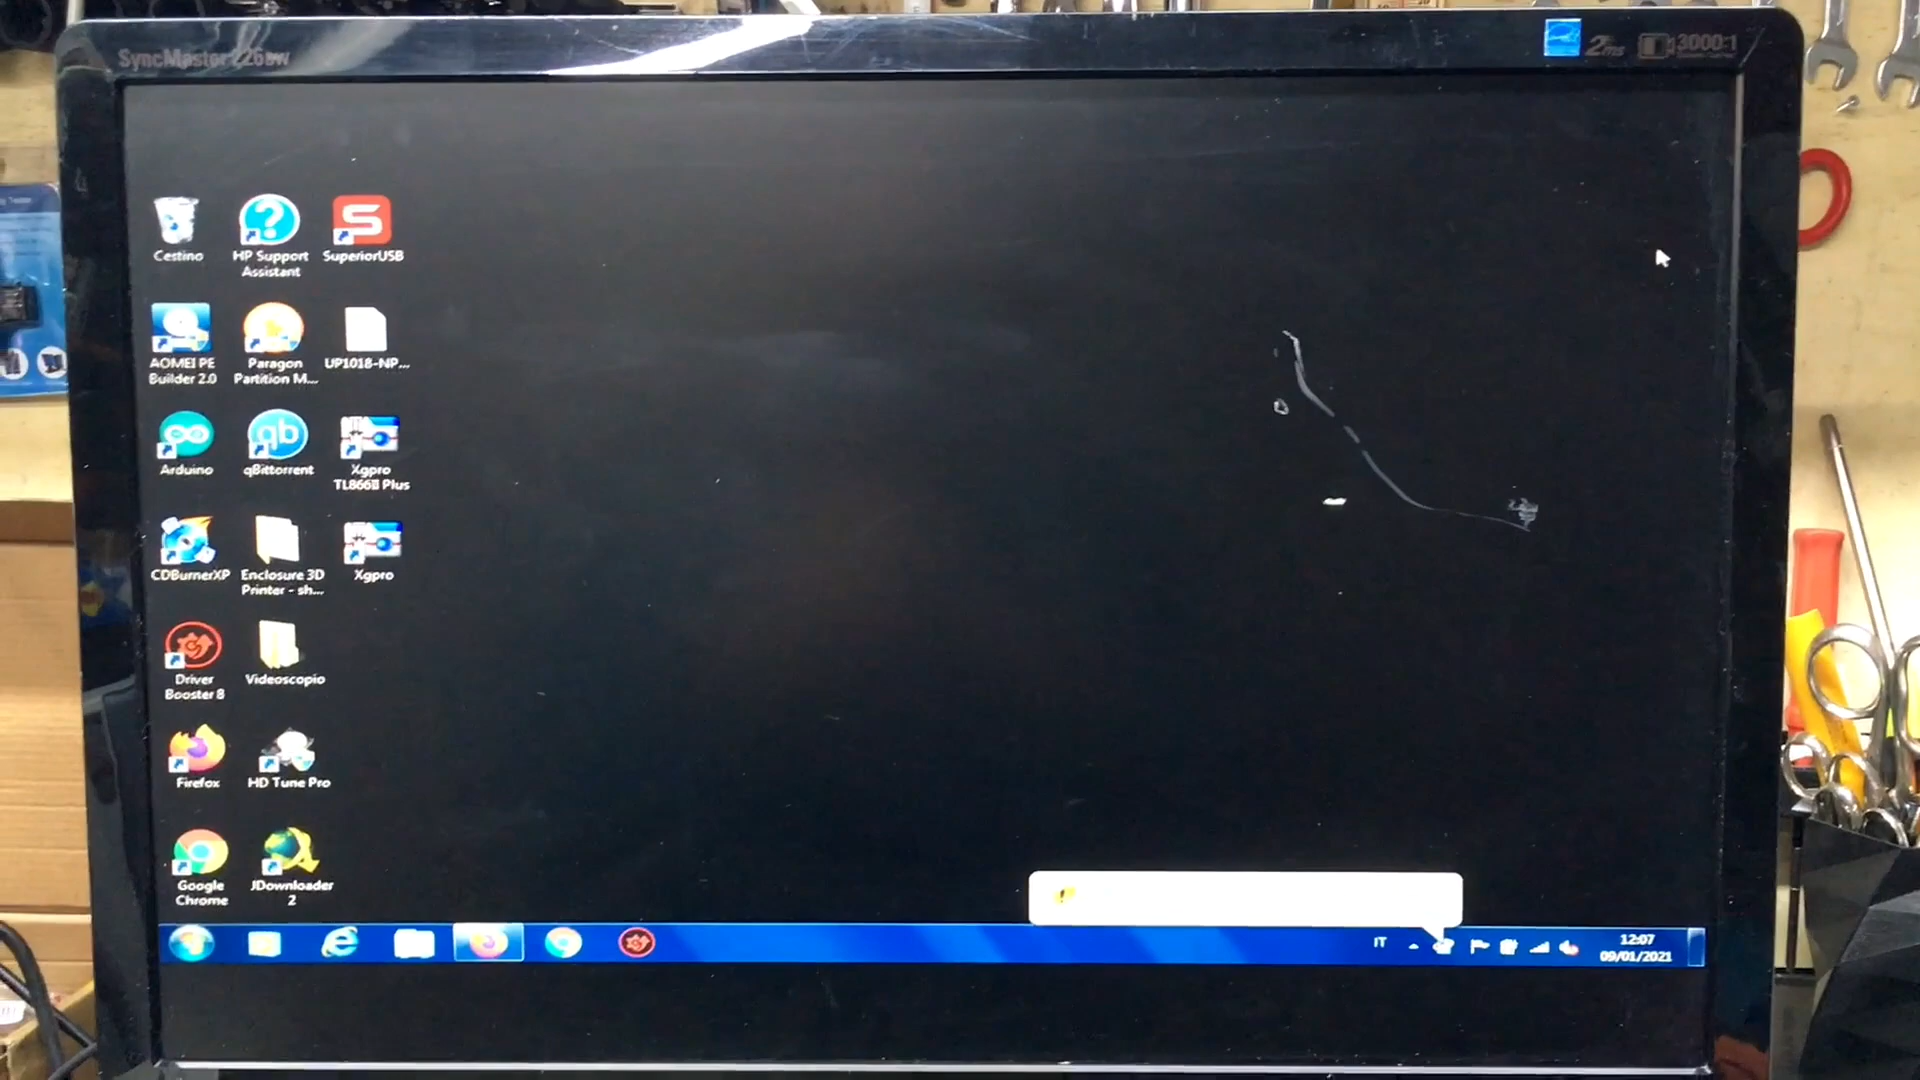 SyncMaster 226BW
2ms
3000:1
Cestino
HP Support
Assistant
SuperiorUSB
AOMEI PE
Builder 2.0
Paragon
Partition M...
UP1018-NP...
Arduino
qBittorrent
Xgpro
TL866II Plus
CDBurnerXP
Enclosure 3D
Printer - sh...
Xgpro
Driver
Booster 8
Videoscopio
Firefox
HD Tune Pro
Google
Chrome
JDownloader
2
IT
12:07
09/01/2021